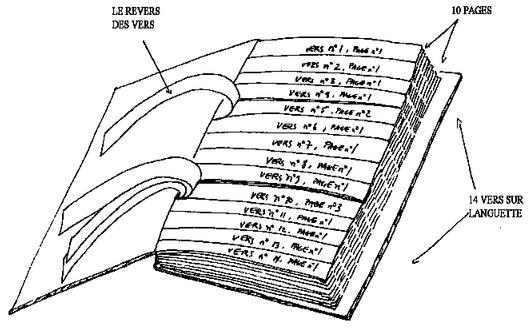 LE REVERS
DES VERS
10 PAGES
VERS n°1, PAGE n°1
VERS n°2, PAGE n°1
VERS n°3, PAGE n°1
VERS n°4, PAGE n°1
VERS n°5, PAGE n°2
VERS n°6, PAGE n°1
VERS n°7, PAGE n°1
VERS n°8, PAGE n°1
VERS n°9, PAGE n°1
VERS n°10, PAGE n°3
VERS n°11, PAGE n°1
VERS n°12, PAGE n°1
VERS n°13, PAGE n°1
VERS n°14, PAGE n°1
14 VERS SUR
LANGUETTE